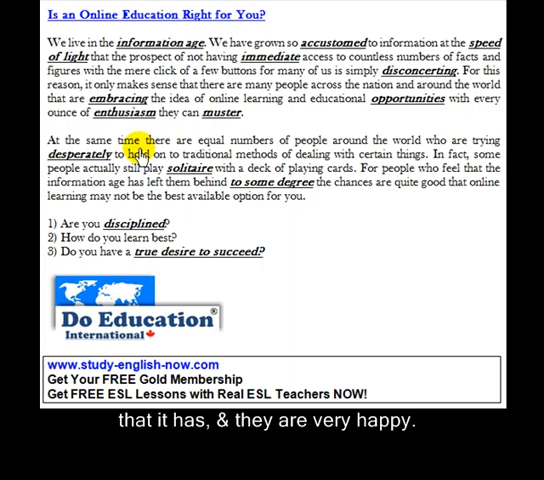 Is an Online Education Right for You?
We live in the information age. We have grown so accustomed to information at the speed
of light that the prospect of not having immediate access to countless numbers of facts and
figures with the mere click of a few buttons for many of us is simply disconcerting. For this
reason, it only makes sense that there are many people across the nation and around the world
that are embracing the idea of online learning and educational opportunities with every
ounce of enthusiasm they can muster.
At the same time there are equal numbers of people around the world who are trying
desperately to hold on to traditional methods of dealing with certain things. In fact, some
people actually still play solitaire with a deck of playing cards. For people who feel that the
information age has left them behind to some degree the chances are quite good that online
learning may not be the best available option for you.
1) Are you disciplined?
2) How do you learn best?
3) Do you have a true desire to succeed?
Do Education®
International
www.study-english-now.com
Get Your FREE Gold Membership
Get FREE ESL Lessons with Real ESL Teachers NOW!
that it has, & they are very happy.